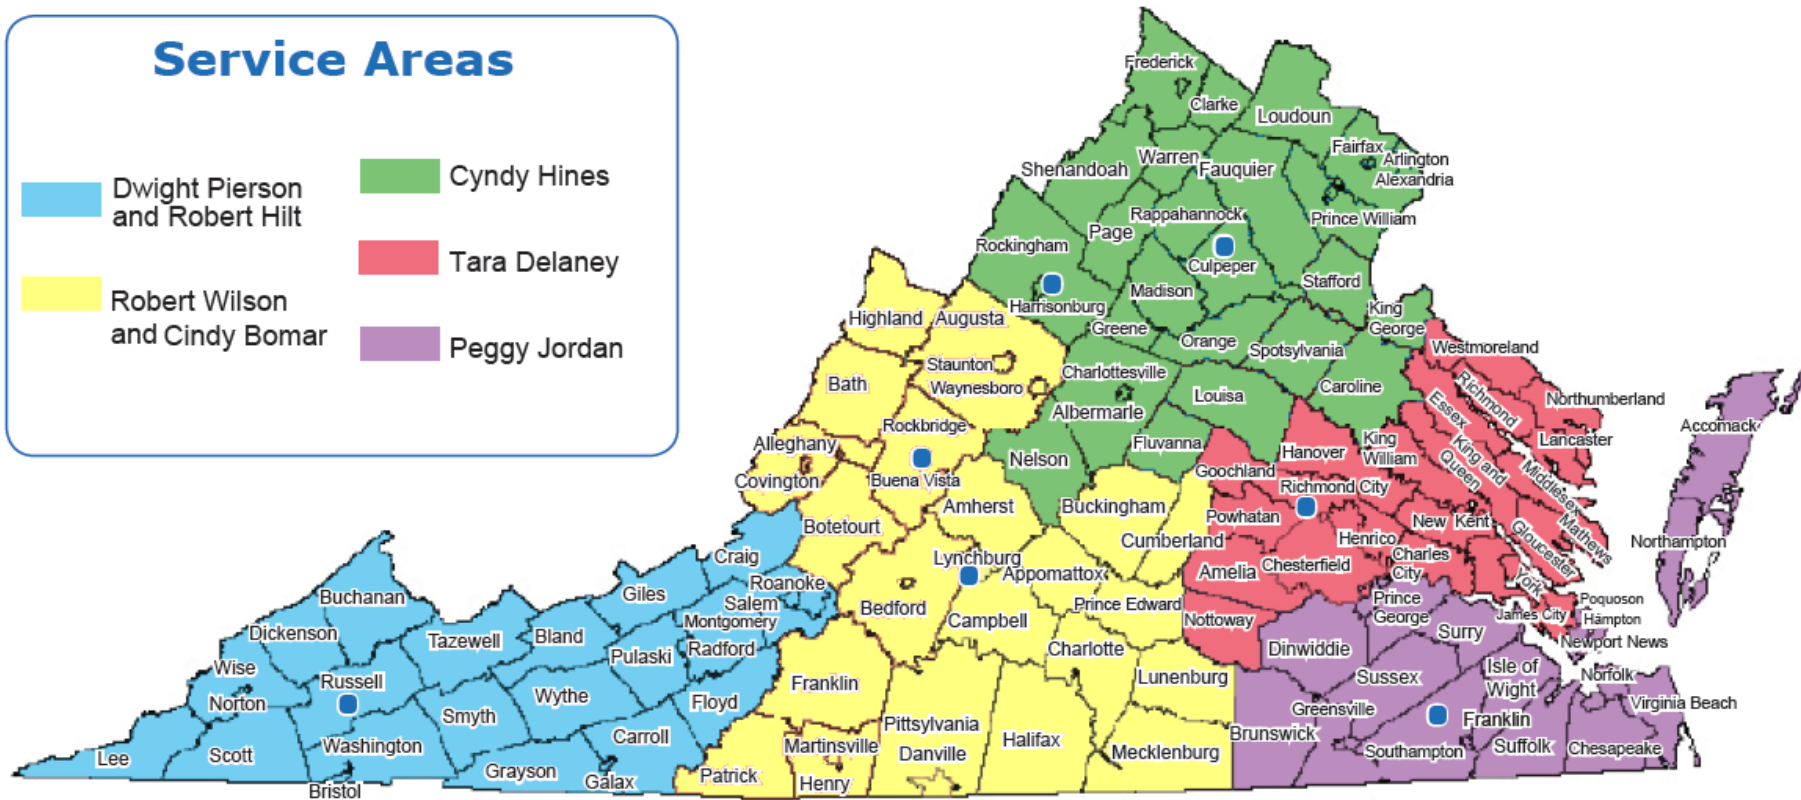 Service Areas
Dwight Pierson
and Robert Hilt
Robert Wilson
and Cindy Bomar
Cyndy Hines
Tara Delaney
Peggy Jordan
Frederick
Clarke
Loudoun
Fairfax
Arlington
Alexandria
Warren
Fauquier
Shenandoah
Prince William
Rappahannock
Page
Rockingham
Culpeper
Stafford
Madison
Harrisonburg
King
George
Greene
Orange
Spotsylvania
Charlottesville
Caroline
Louisa
Albermarle
Fluvanna
Nelson
Highland
Augusta
Staunton
Waynesboro
Bath
Rockbridge
Alleghany
Covington
Buena Vista
Amherst
Buckingham
Botetourt
Cumberland
Lynchburg
Appomattox
Bedford
Campbell
Prince Edward
Charlotte
Franklin
Lunenburg
Pittsylvania
Danville
Halifax
Martinsville
Henry
Patrick
Mecklenburg
Westmoreland
Richmond
Northumberland
Essex
Lancaster
King
William
King and
Queen
Hanover
Goochland
Richmond City
Middlesex
Powhatan
New Kent
Mathews
Henrico
Gloucester
Charles
City
Chesterfield
Amelia
York
James City
Nottoway
Accomack
Northampton
Poquoson
Hampton
Newport News
Prince
George
Surry
Dinwiddie
Isle of
Wight
Sussex
Norfolk
Virginia Beach
Greensville
Franklin
Brunswick
Southampton
Suffolk
Chesapeake
Craig
Roanoke
Giles
Salem
Montgomery
Radford
Buchanan
Dickenson
Tazewell
Bland
Pulaski
Wise
Russell
Norton
Wythe
Floyd
Smyth
Carroll
Washington
Scott
Lee
Grayson
Galax
Bristol